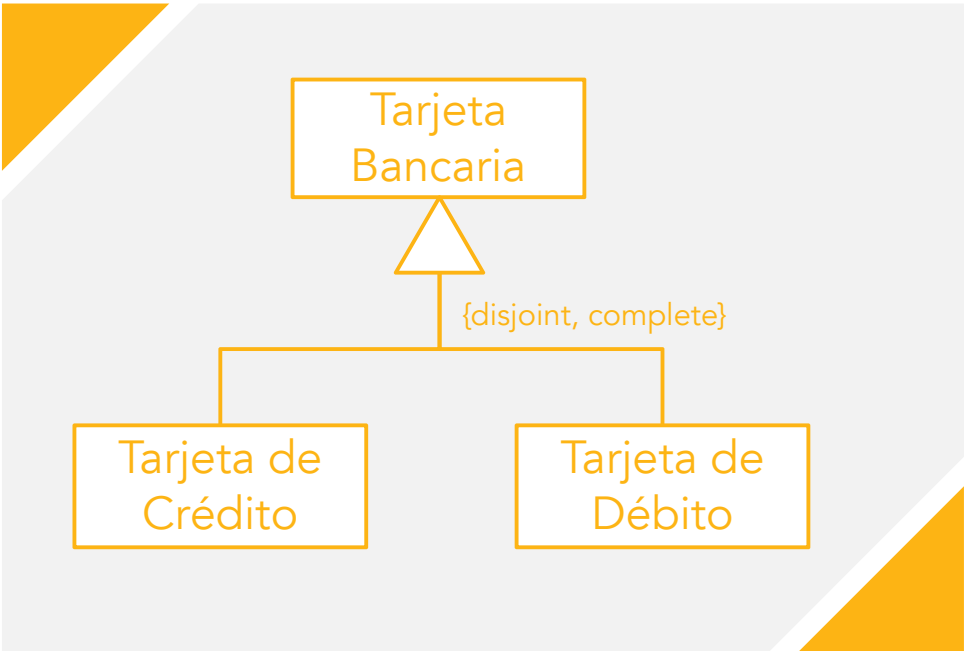 Tarjeta
Bancaria
{disjoint, complete}
Tarjeta de
Crédito
Tarjeta de
Débito